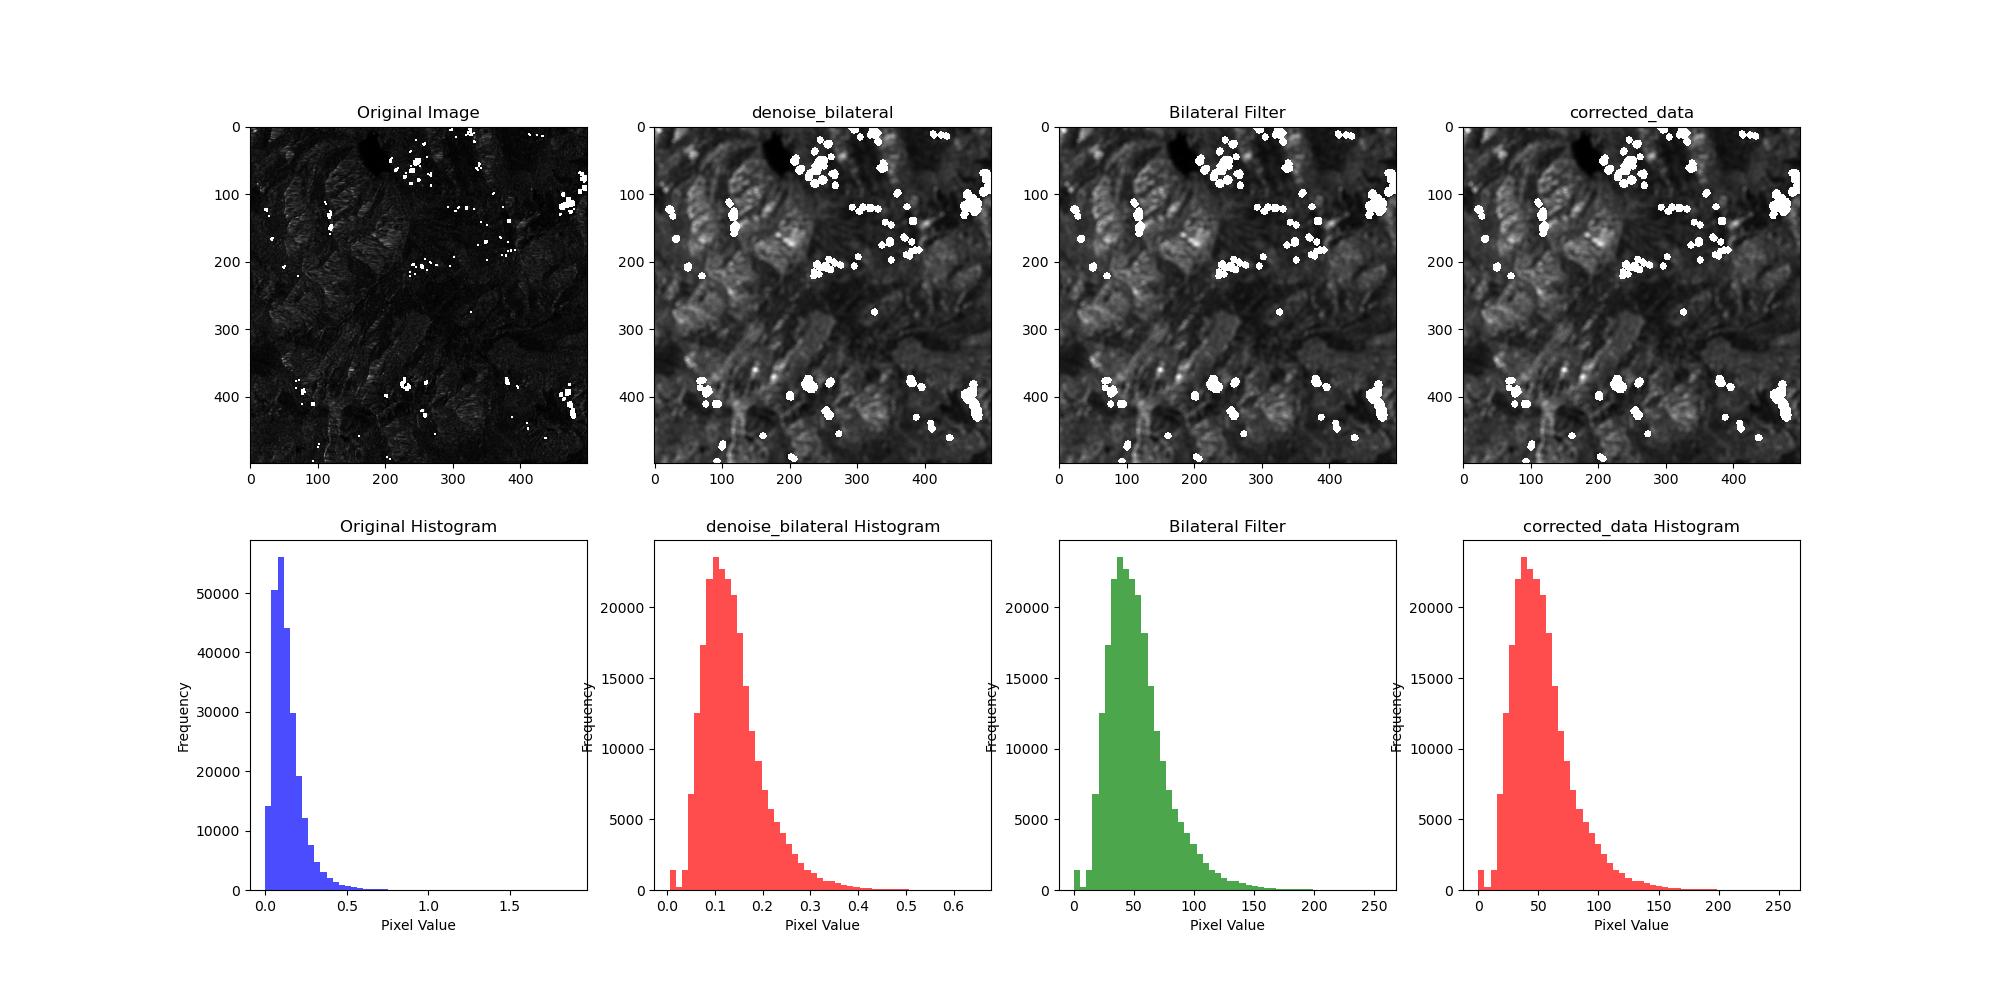 Original Image
denoise_bilateral
Bilateral Filter
corrected_data
0
100
200
300
400
0 100 200 300 400
0
100
200
300
400
0 100 200 300 400
0
100
200
300
400
0 100 200 300 400
0
100
200
300
400
0 100 200 300 400
Original Histogram
denoise_bilateral Histogram
Bilateral Filter
corrected_data Histogram
Frequency
50000
40000
30000
20000
10000
0
0.0 0.5 1.0 1.5
Pixel Value
Frequency
20000
15000
10000
5000
0
0.0 0.1 0.2 0.3 0.4 0.5 0.6
Pixel Value
Frequency
20000
15000
10000
5000
0
0 50 100 150 200 250
Pixel Value
Frequency
20000
15000
10000
5000
0
0 50 100 150 200 250
Pixel Value